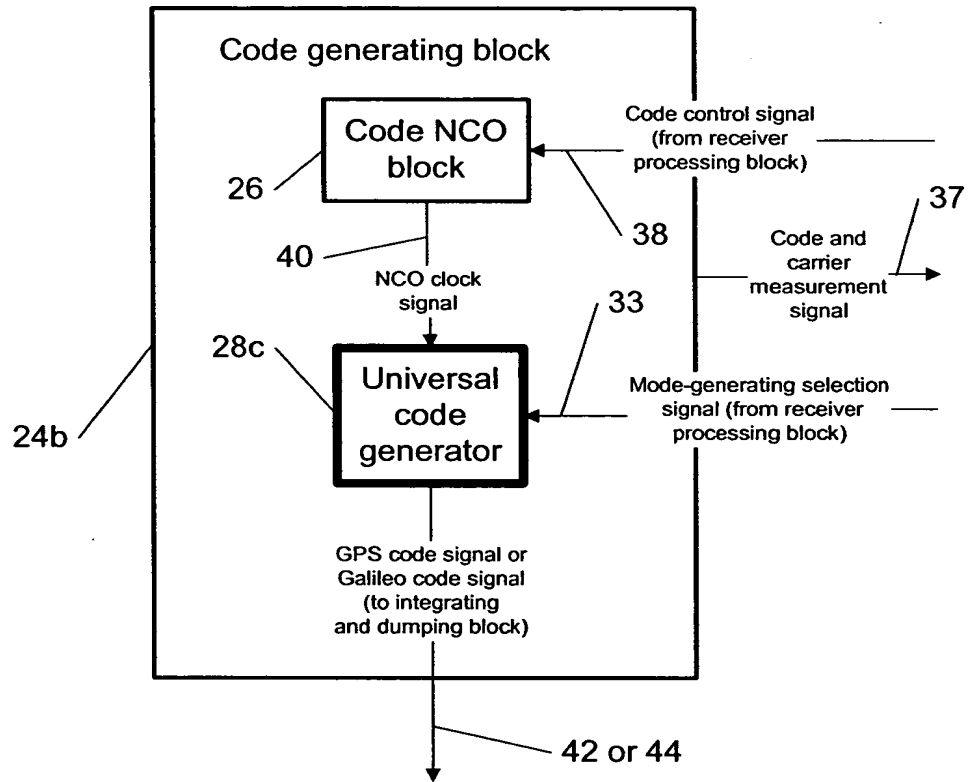 Code generating block
Code NCO
block
26
Code control signal
(from receiver
processing block)
38
37
Code and
carrier
measurement
signal
40
NCO clock
signal
33
28c
Universal
code
generator
Mode-generating selection
signal (from receiver
processing block)
24b
GPS code signal or
Galileo code signal
(to integrating
and dumping block)
42 or 44